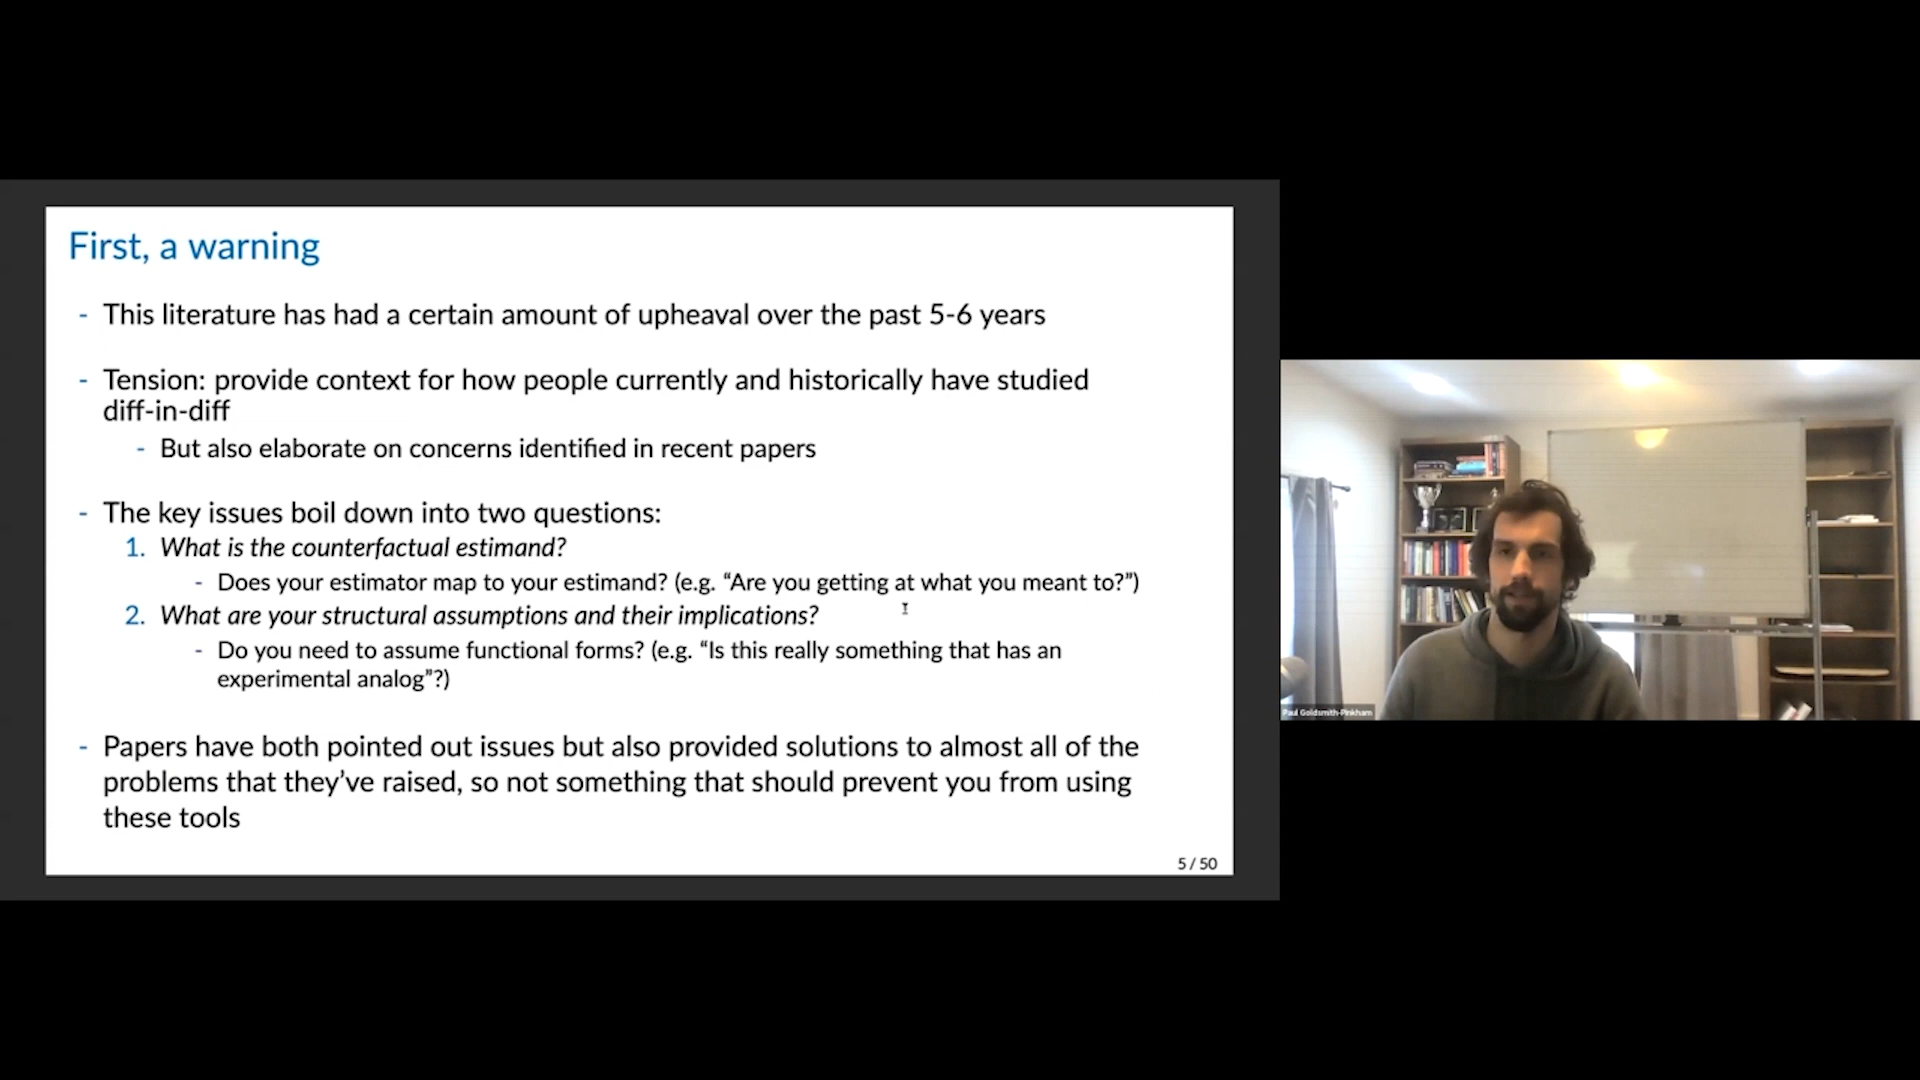 First, a warning
- This literature has had a certain amount of upheaval over the past 5-6 years
- Tension: provide context for how people currently and historically have studied
diff-in-diff
- But also elaborate on concerns identified in recent papers
- The key issues boil down into two questions:
1. What is the counterfactual estimand?
- Does your estimator map to your estimand? (e.g. “Are you getting at what you meant to?”)
2. What are your structural assumptions and their implications?
- Do you need to assume functional forms? (e.g. “Is this really something that has an
experimental analog”?)
- Papers have both pointed out issues but also provided solutions to almost all of the
problems that they’ve raised, so not something that should prevent you from using
these tools
5 / 50
Paul Goldsmith-Pinkham